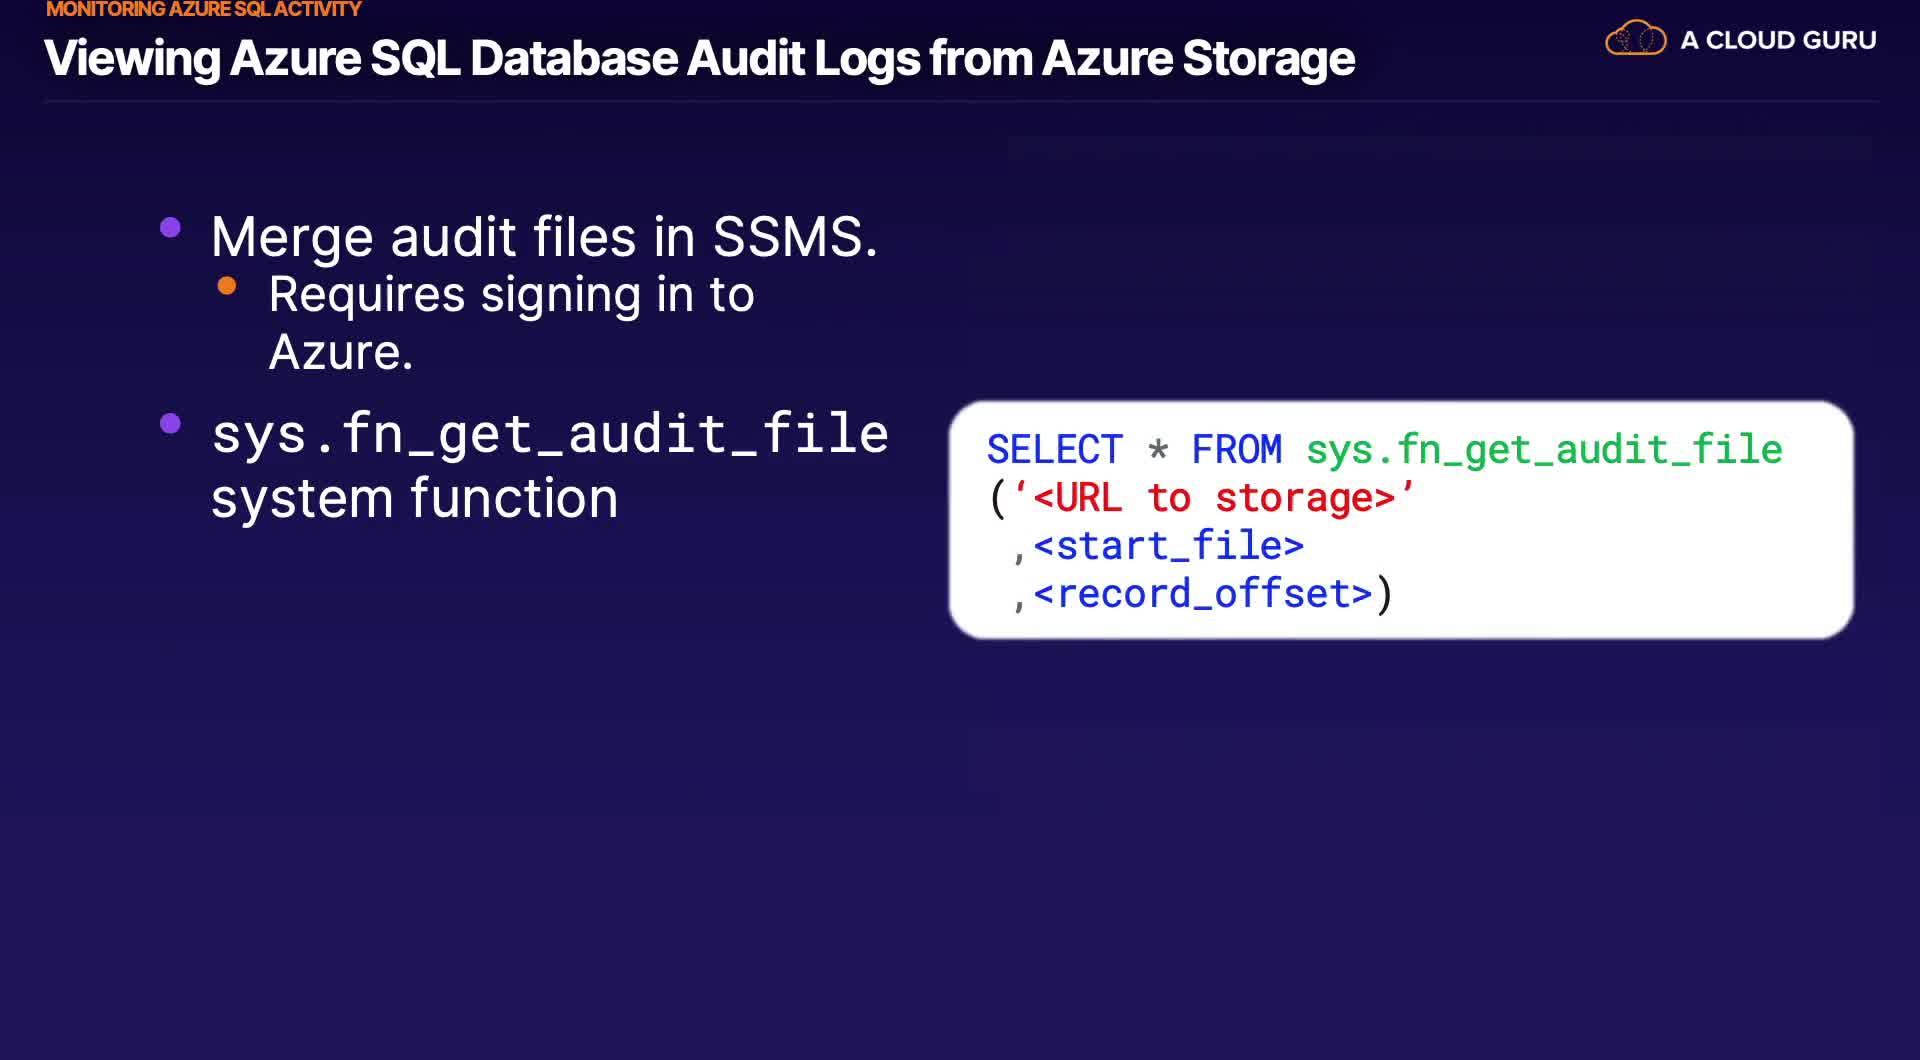 MONITORING AZURE SQL ACTIVITY
Viewing Azure SQL Database Audit Logs from Azure Storage
A CLOUD GURU
Merge audit files in SSMS.
Requires signing in to
Azure.
sys.fn_get_audit_file
system function
SELECT * FROM sys.fn_get_audit_file
(‘<URL to storage>’
,<start_file>
,<record_offset>)